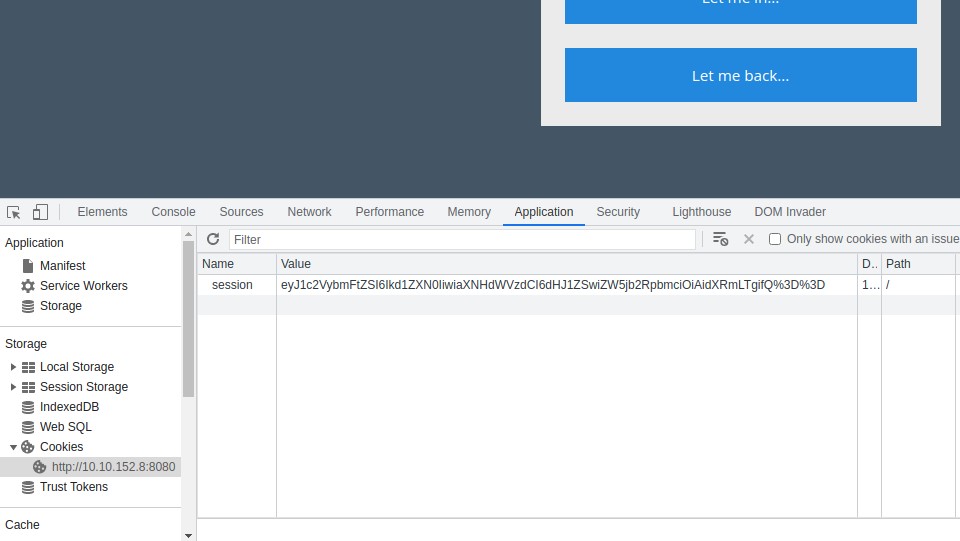 Let me in...
Let me back...
Elements Console Sources Network Performance Memory Application Security Lighthouse DOM Invader
Application
Manifest
Service Workers
Storage
Storage
Local Storage
Session Storage
IndexedDB
Web SQL
Cookies
http://10.10.152.8:8080
Trust Tokens
Cache
Filter
Only show cookies with an issue
Name Value D.. Path
session eyJ1c2VybmFtZSI6Ikd1ZXN0IiwiaXNHdWVzdCI6dHJ1ZSwiZW5jb2RpbmciOiAidXRmLTgifQ%3D%3D 1... /